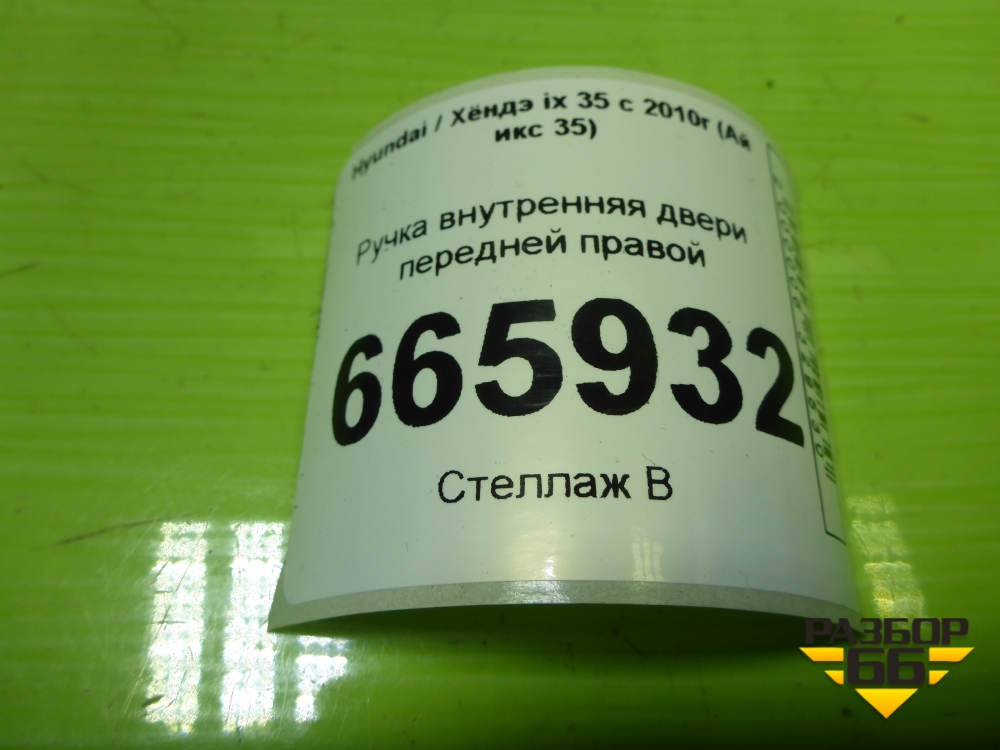 Hyundai / Хёндэ ix 35 с 2010г (Ай
икс 35)
Ручка внутренняя двери
передней правой
665932
Стеллаж В
РАЗБОР
66